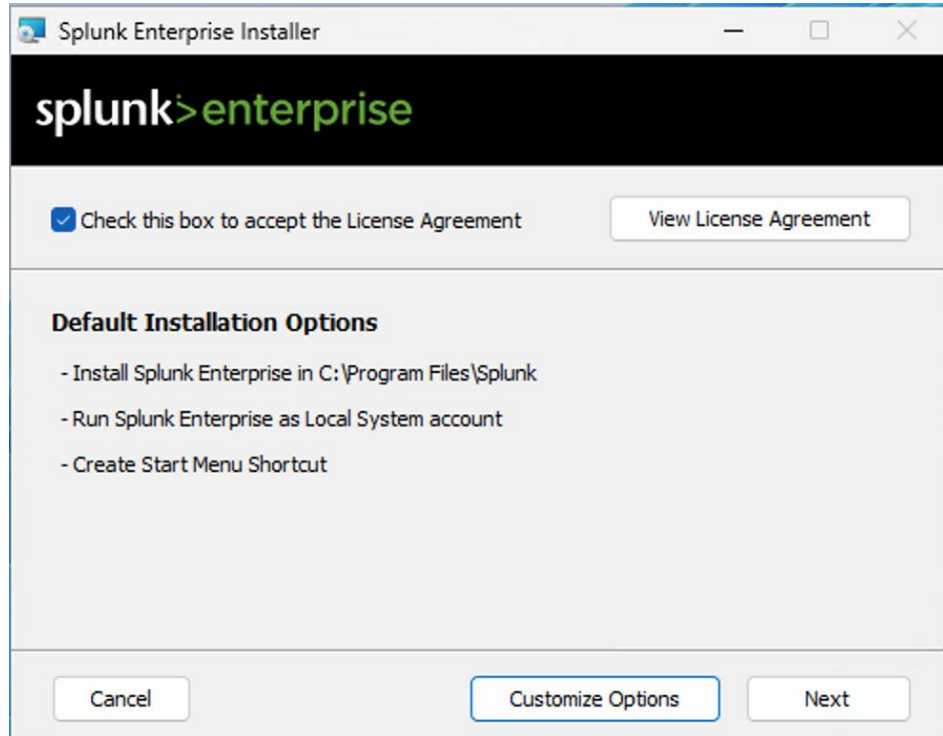 Splunk Enterprise Installer
splunk>enterprise
Check this box to accept the License Agreement
View License Agreement
Default Installation Options
- Install Splunk Enterprise in C:\Program Files\Splunk
- Run Splunk Enterprise as Local System account
- Create Start Menu Shortcut
Cancel
Customize Options
Next